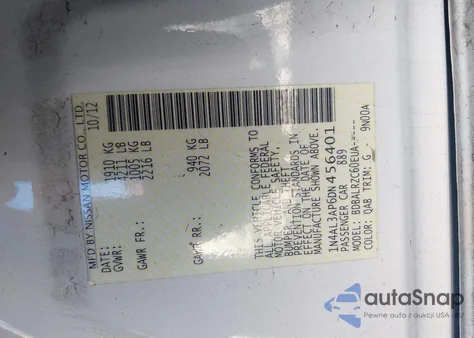 MFD BY NISSAN MOTOR CO., LTD.
DATE: 10/12
GVWR: 1910 KG
4211 LB
GAWR FR.: 1005 KG
2216 LB
GAWR RR.: 940 KG
2072 LB
THIS VEHICLE CONFORMS TO
ALL APPLICABLE FEDERAL
MOTOR VEHICLE SAFETY,
BUMPER, AND THEFT
PREVENTION STANDARDS IN
EFFECT ON THE DATE OF
MANUFACTURE SHOWN ABOVE.
1N4AL3AP6DN456401
PASSENGER CAR 889
MODEL: BDBALRZC6DEUA-----
COLOR: QAB TRIM: G 9N00A
autoSnap
Pewne auta z aukcji USA i EU